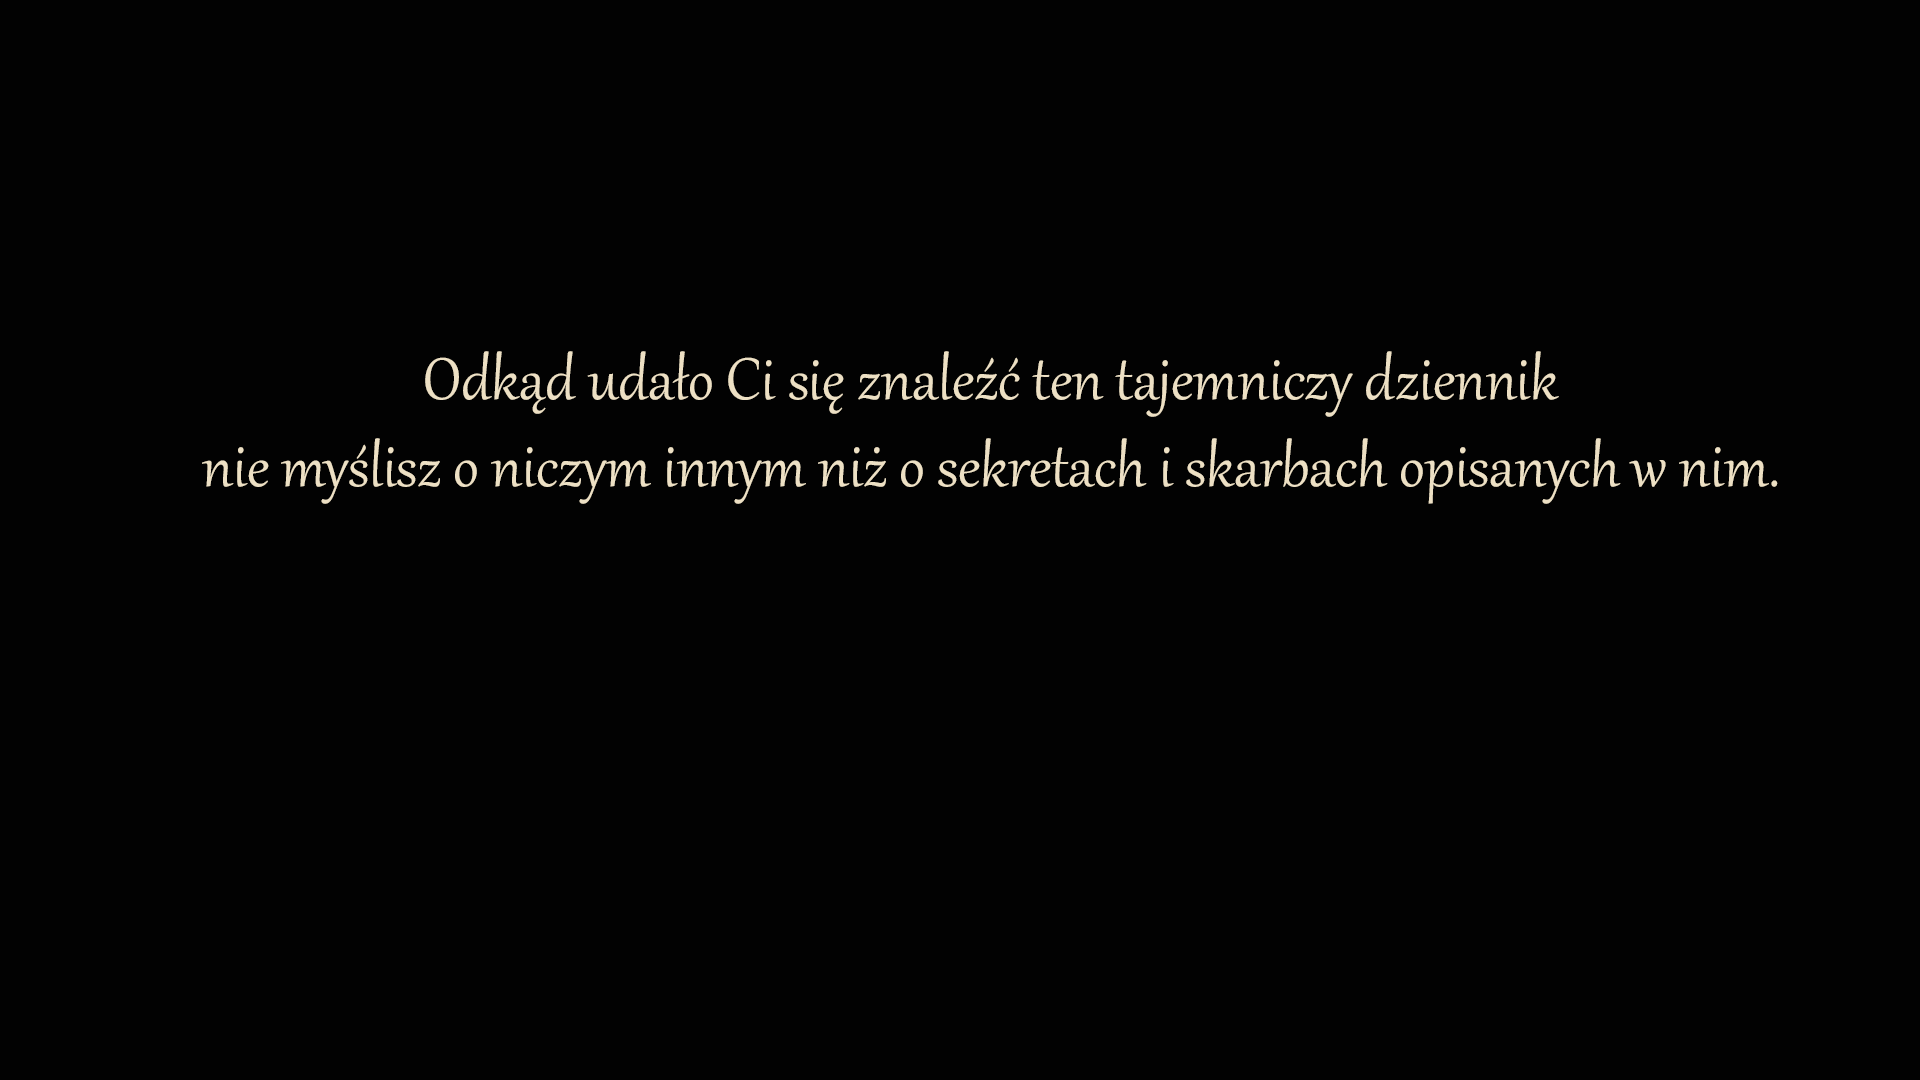 Odkąd udało Ci się znaleźć ten tajemniczy dziennik
nie myślisz o niczym innym niż o sekretach i skarbach opisanych w nim.